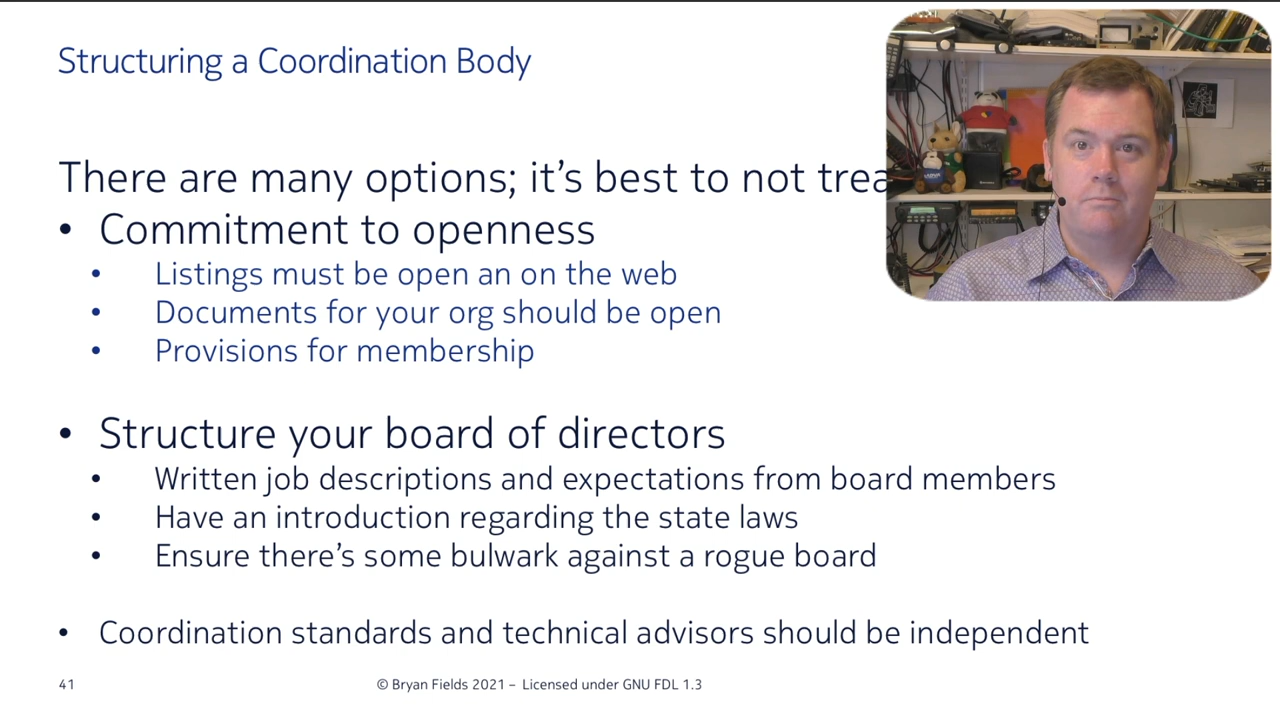 Structuring a Coordination Body
There are many options; it's best to not trea
• Commitment to openness
• Listings must be open an on the web
• Documents for your org should be open
• Provisions for membership
• Structure your board of directors
• Written job descriptions and expectations from board members
• Have an introduction regarding the state laws
• Ensure there's some bulwark against a rogue board
• Coordination standards and technical advisors should be independent
41
© Bryan Fields 2021 – Licensed under GNU FDL 1.3